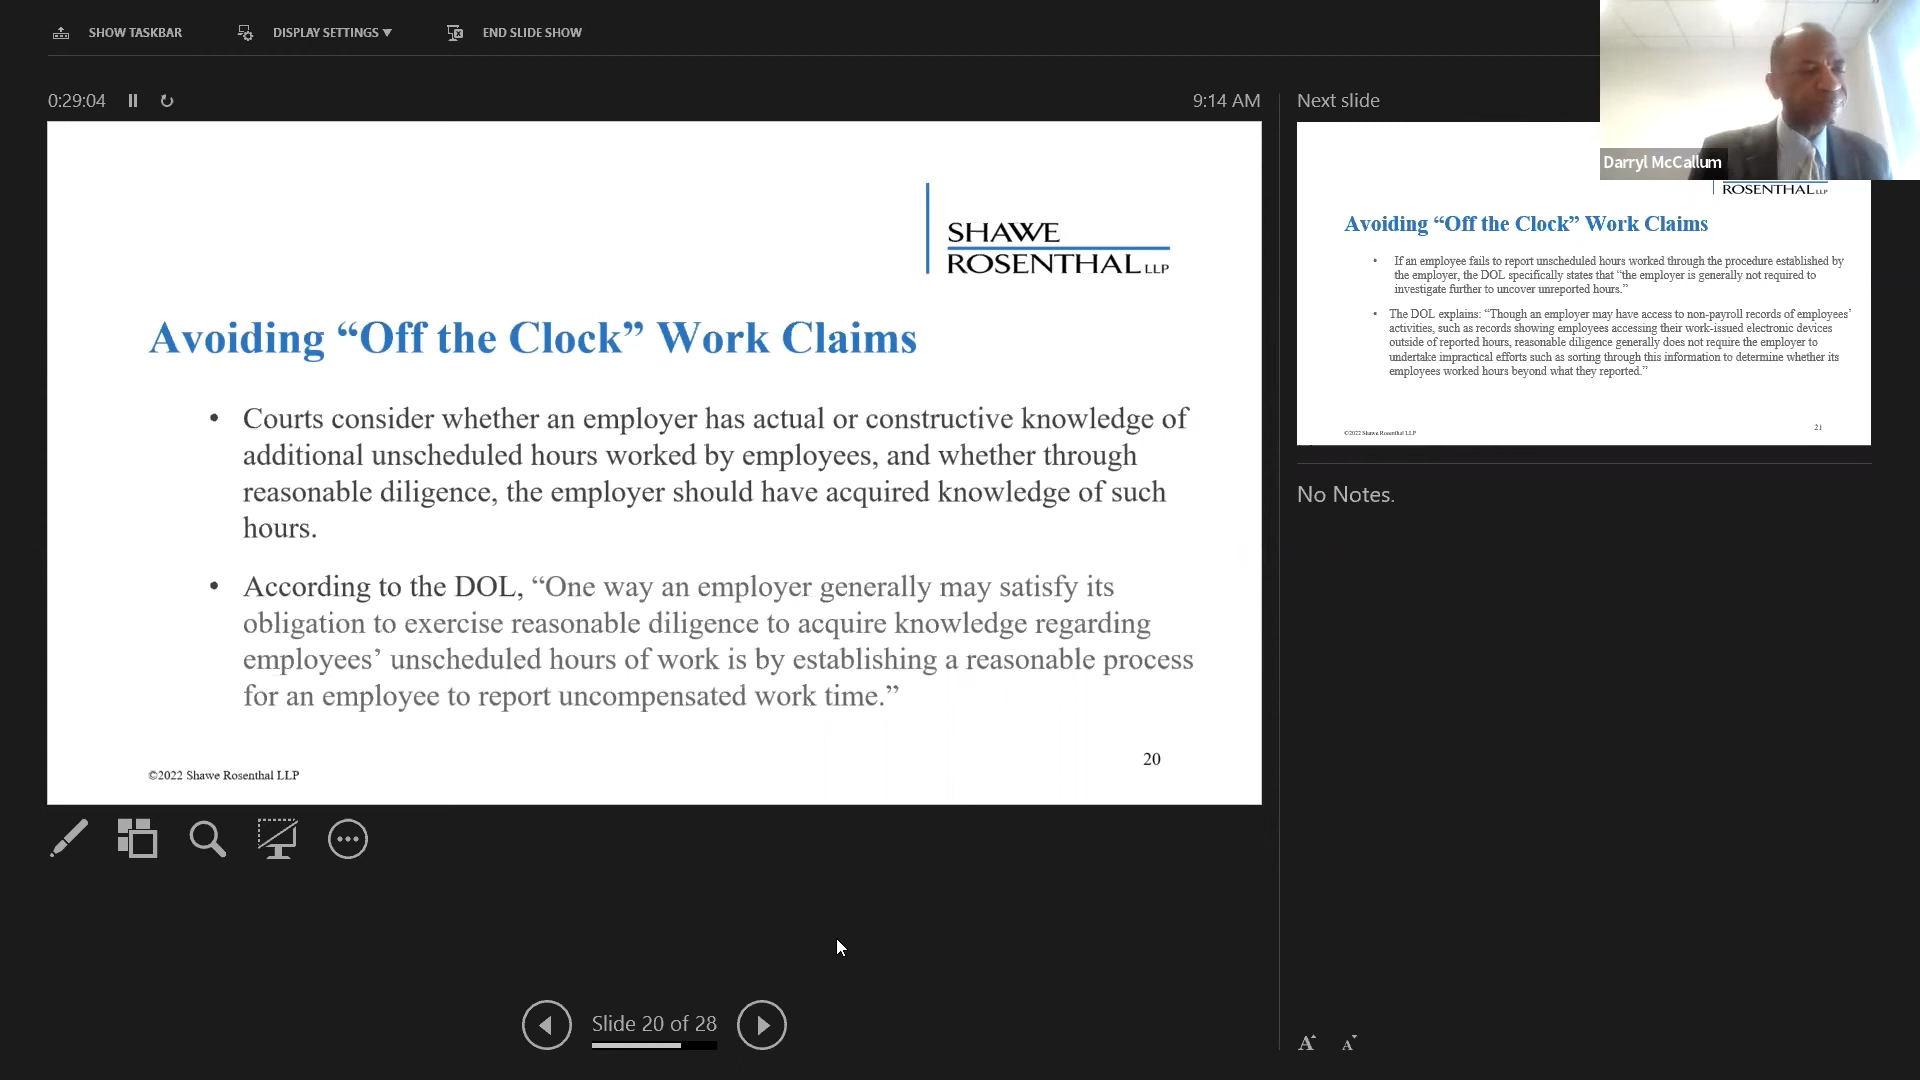 SHOW TASKBAR
DISPLAY SETTINGS ▼
END SLIDE SHOW
0:29:04
9:14 AM
SHAWE
ROSENTHAL LLP
Avoiding “Off the Clock” Work Claims
• Courts consider whether an employer has actual or constructive knowledge of
additional unscheduled hours worked by employees, and whether through
reasonable diligence, the employer should have acquired knowledge of such
hours.
• According to the DOL, “One way an employer generally may satisfy its
obligation to exercise reasonable diligence to acquire knowledge regarding
employees’ unscheduled hours of work is by establishing a reasonable process
for an employee to report uncompensated work time.”
©2022 Shawe Rosenthal LLP
20
Slide 20 of 28
Next slide
Darryl McCallum
ROSENTHAL LLP
Avoiding “Off the Clock” Work Claims
• If an employee fails to report unscheduled hours worked through the procedure established by
the employer, the DOL specifically states that “the employer is generally not required to
investigate further to uncover unreported hours.”
• The DOL explains: “Though an employer may have access to non-payroll records of employees’
activities, such as records showing employees accessing their work-issued electronic devices
outside of reported hours, reasonable diligence generally does not require the employer to
undertake impractical efforts such as sorting through this information to determine whether its
employees worked hours beyond what they reported.”
©2022 Shawe Rosenthal LLP
21
No Notes.
A A